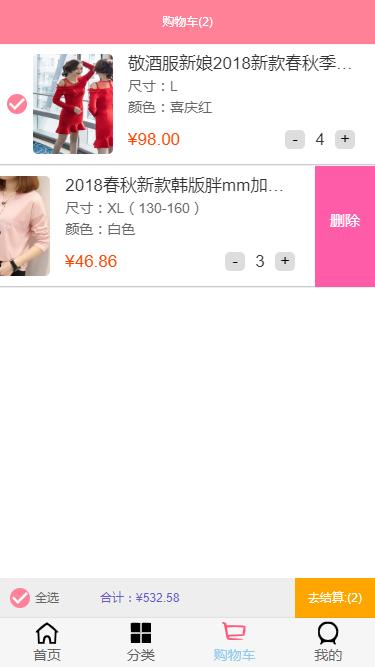 购物车(2)
敬酒服新娘2018新款春秋季…
尺寸：L
颜色：喜庆红
¥98.00
- 4 +
2018春秋新款韩版胖mm加…
尺寸：XL（130-160）
颜色：白色
¥46.86
- 3 +
删除
全选
合计：¥532.58
去结算:(2)
首页
分类
购物车
我的